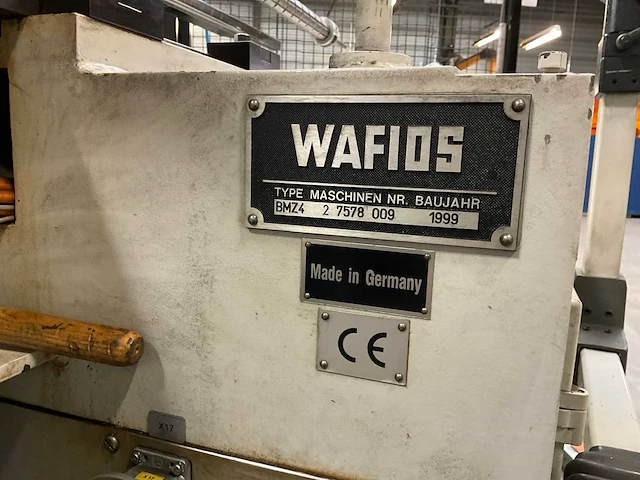 WAFIOS
TYPE MASCHINEN NR. BAUJAHR
BMZ4 2 7578 009 1999
Made in Germany
CE
X17